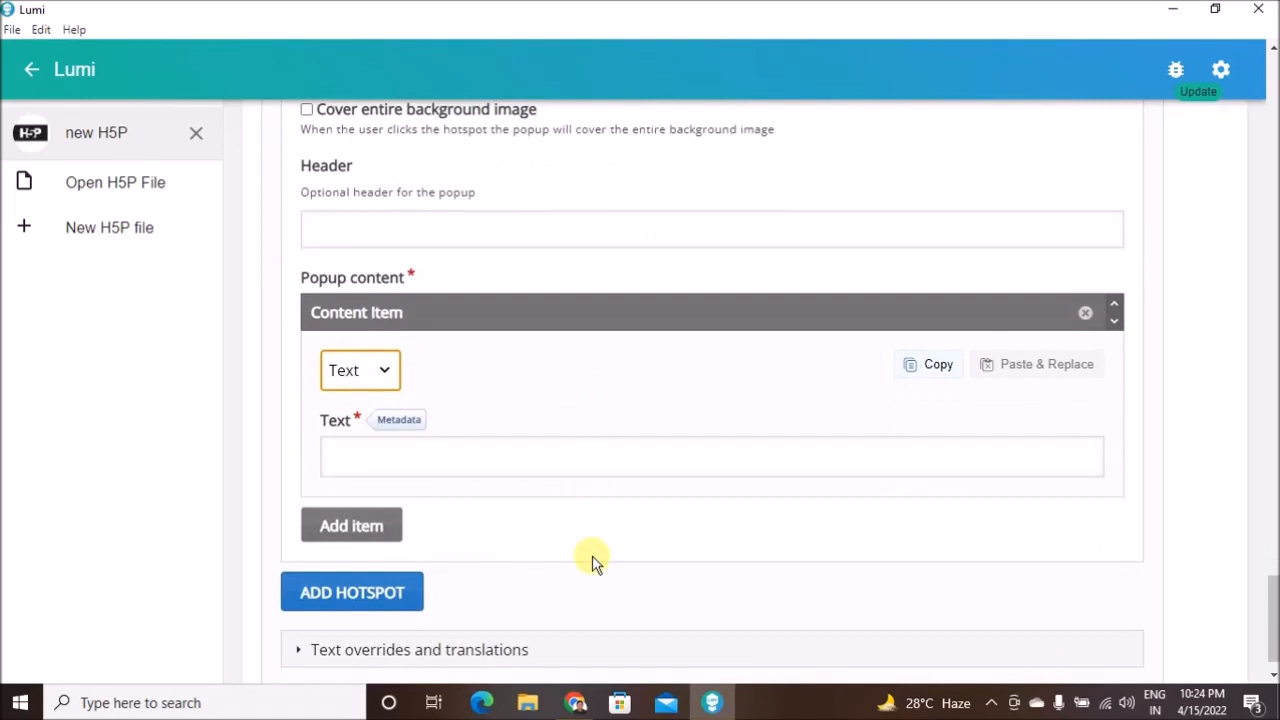 Lumi
File Edit Help
Lumi
Update
H5P new H5P
Open H5P File
New H5P file
Cover entire background image
When the user clicks the hotspot the popup will cover the entire background image
Header
Optional header for the popup
Popup content *
Content Item
Text
Copy
Paste & Replace
Text * Metadata
Add item
ADD HOTSPOT
Text overrides and translations
Type here to search
28°C Haze
ENG
IN
10:24 PM
4/15/2022
3